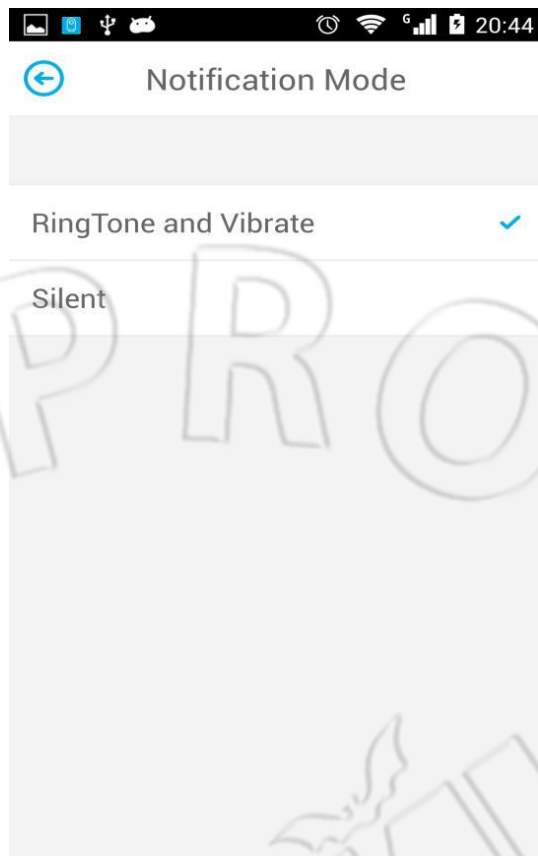 G 20:44
Notification Mode
RingTone and Vibrate
Silent
PRO